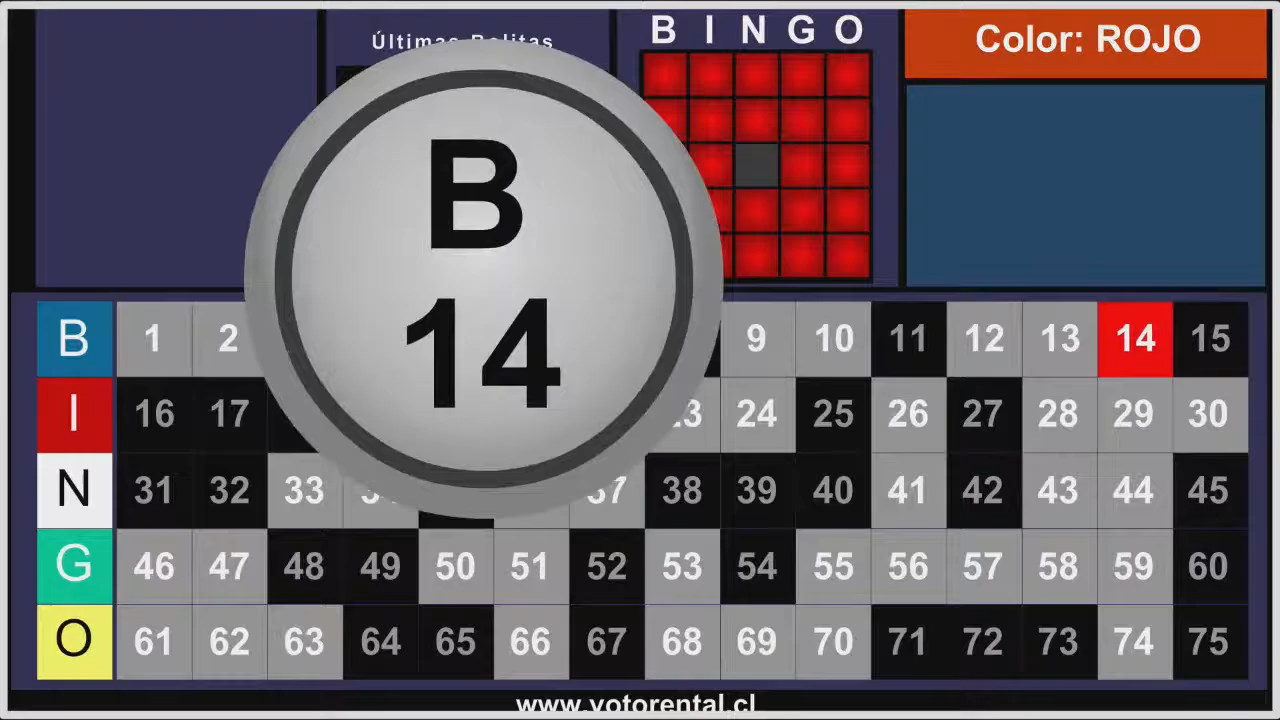 Últimas Bolitas
B I N G O
Color: ROJO
B
14
B 1 2 9 10 11 12 13 14 15
I 16 17 24 25 26 27 28 29 30
N 31 32 33 37 38 39 40 41 42 43 44 45
G 46 47 48 49 50 51 52 53 54 55 56 57 58 59 60
O 61 62 63 64 65 66 67 68 69 70 71 72 73 74 75
www.votorental.cl